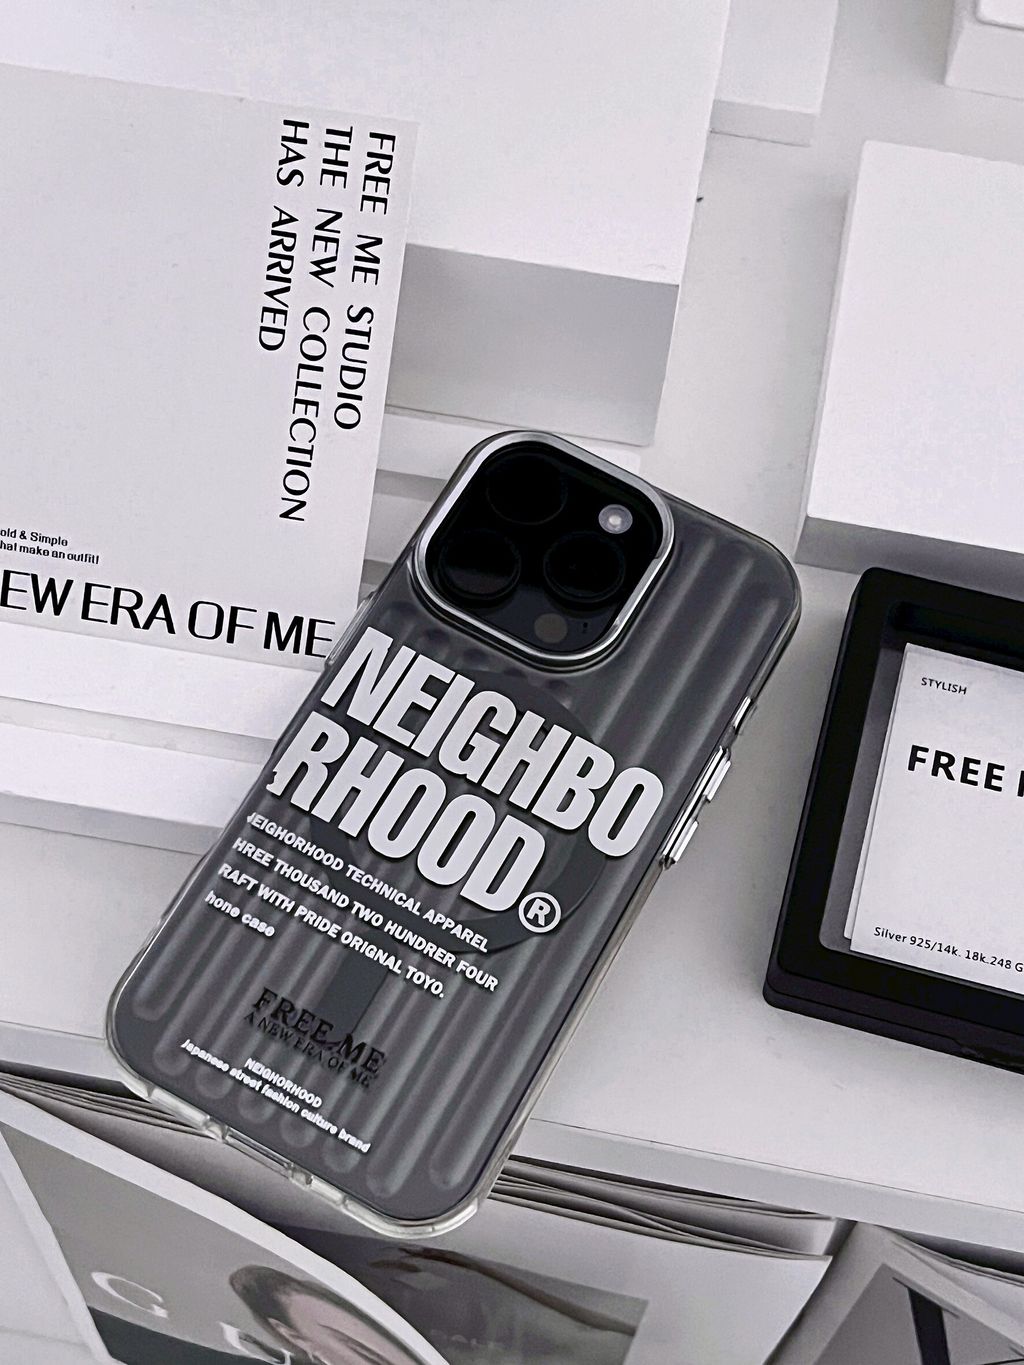 FREE ME STUDIO
THE NEW COLLECTION
HAS ARRIVED
old & Simple
that make an outfit!
EW ERA OF ME
NEIGHBO
RHOOD®
NEIGHORHOOD TECHNICAL APPAREL
HREE THOUSAND TWO HUNDRER FOUR
RAFT WITH PRIDE ORIGNAL TOYO.
hone case
FREE ME
A NEW ERA OF ME
NEIGHORHOOD
Japanese street fashion culture brand
STYLISH
FREE
Silver 925/14k. 18k.248 G
G